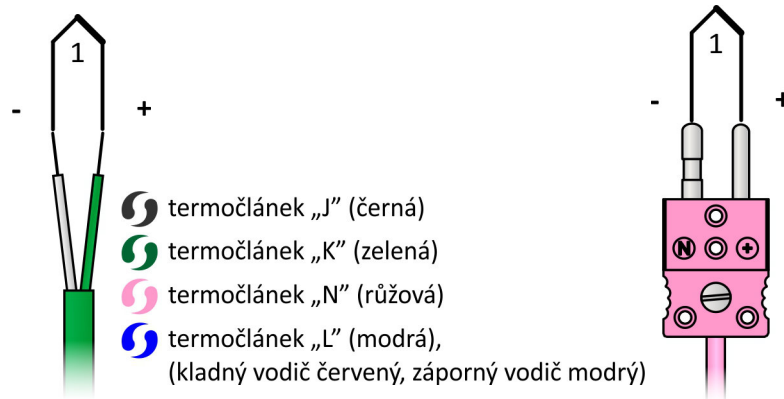 1
- +
termočlánek „J” (černá)
termočlánek „K” (zelená)
termočlánek „N” (růžová)
termočlánek „L” (modrá),
(kladný vodič červený, záporný vodič modrý)
1
- +
N +